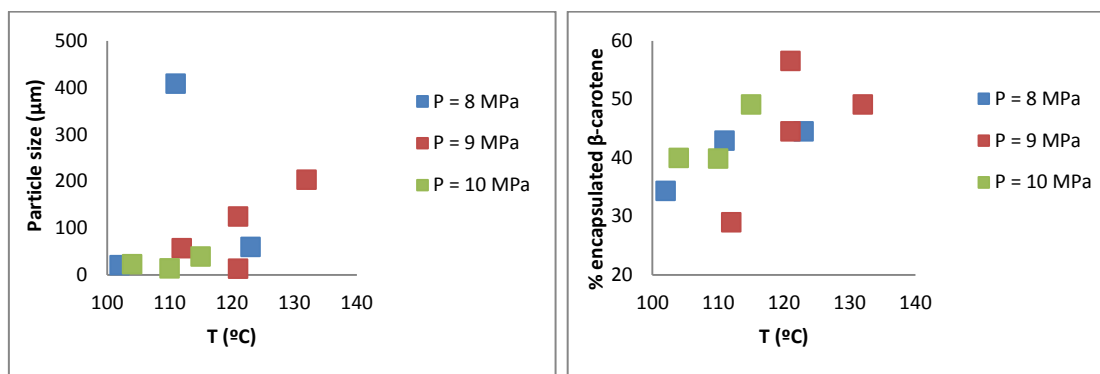 500
400
300
200
100
0
100 110 120 130 140
Particle size (µm)
T (ºC)
P = 8 MPa
P = 9 MPa
P = 10 MPa
60
50
40
30
20
100 110 120 130 140
% encapsulated β-carotene
T (ºC)
P = 8 MPa
P = 9 MPa
P = 10 MPa